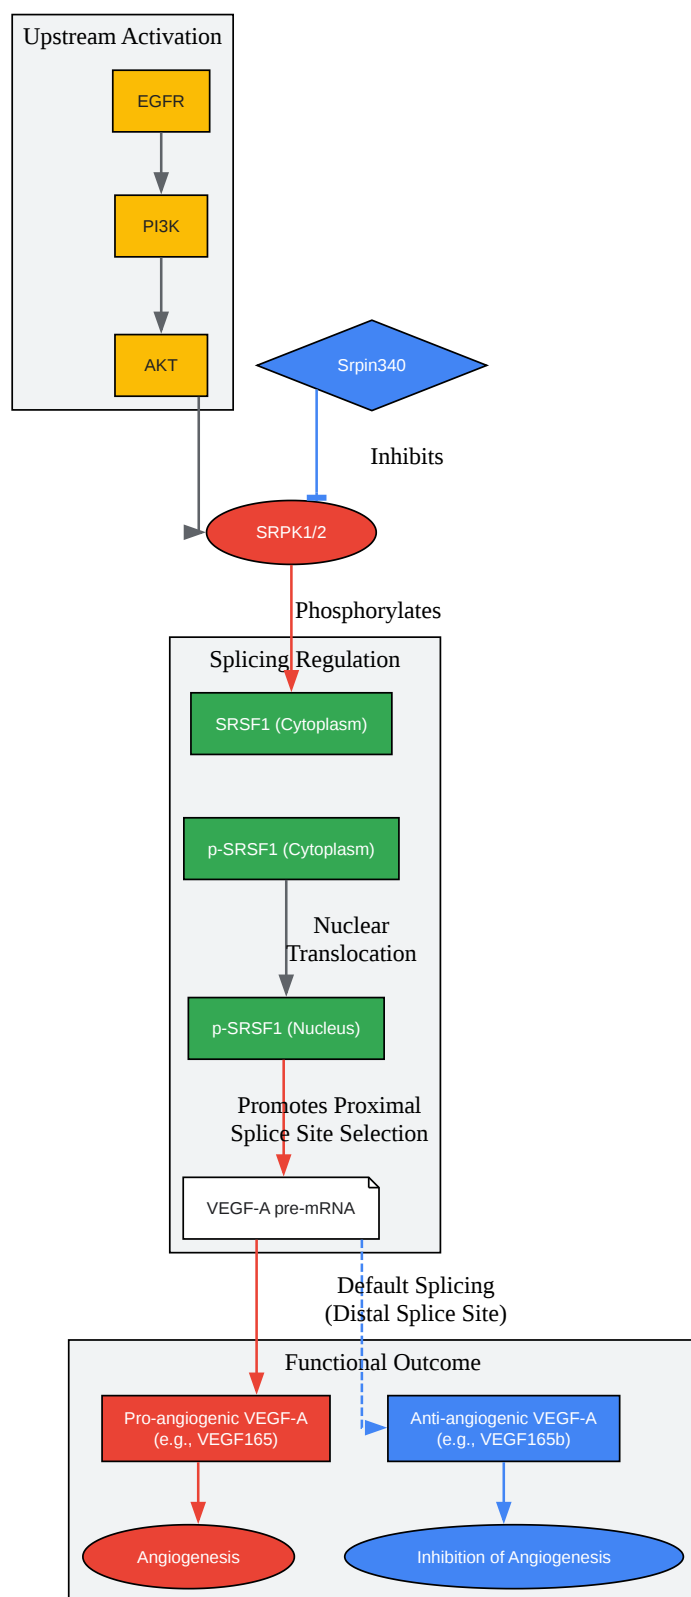 Upstream Activation
EGFR
PI3K
AKT
Srpin340
Inhibits
SRPK1/2
Phosphorylates
Splicing Regulation
SRSF1 (Cytoplasm)
p-SRSF1 (Cytoplasm)
Nuclear
Translocation
p-SRSF1 (Nucleus)
Promotes Proximal
Splice Site Selection
VEGF-A pre-mRNA
Default Splicing
(Distal Splice Site)
Functional Outcome
Pro-angiogenic VEGF-A
(e.g., VEGF165)
Anti-angiogenic VEGF-A
(e.g., VEGF165b)
Angiogenesis
Inhibition of Angiogenesis